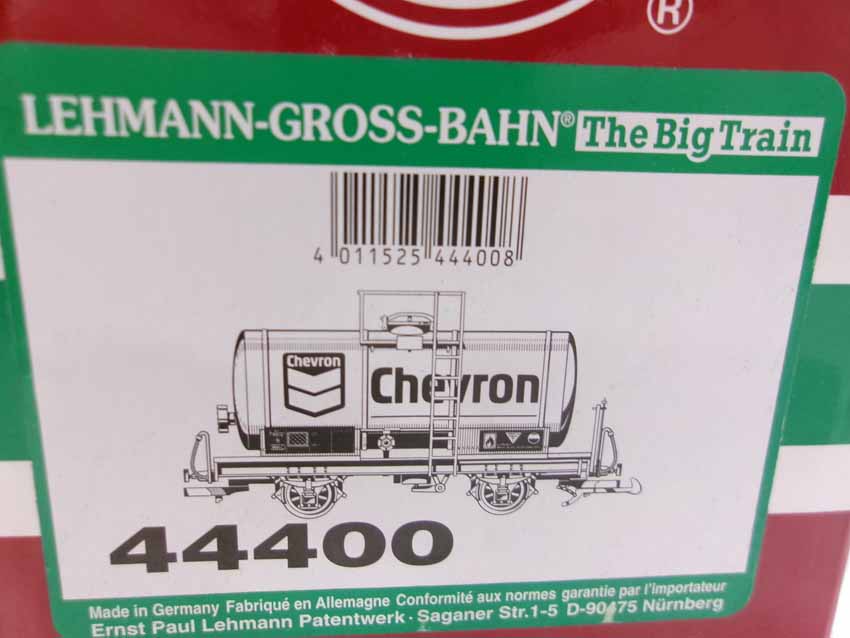 ®
LEHMANN-GROSS-BAHN® The Big Train
4 011525 444008
Chevron
Chevron
44400
Made in Germany Fabriqué en Allemagne Conformité aux normes garantie par l'importateur
Ernst Paul Lehmann Patentwerk · Saganer Str.1-5 D-90475 Nürnberg